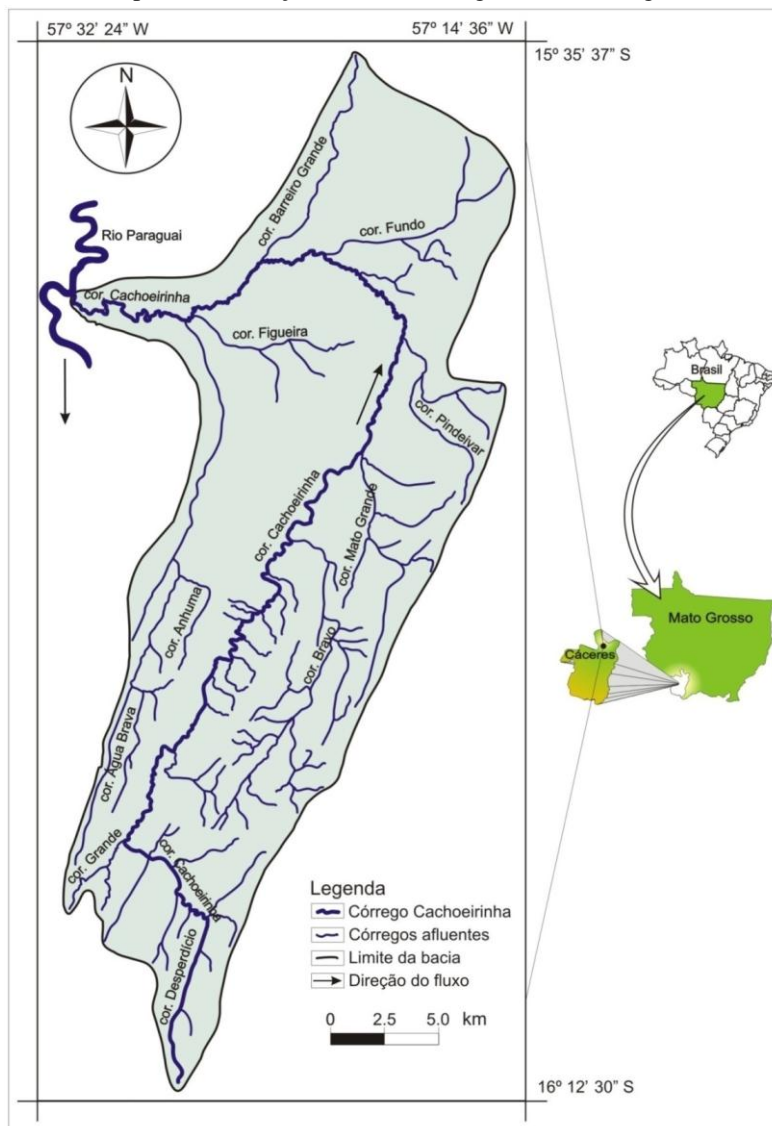 57º 32' 24" W
57º 14' 36" W
15º 35' 37" S
N
Rio Paraguai
cor. Barreiro Grande
cor. Fundo
cor. Cachoeirinha
cor. Figueira
Brasil
cor. Pindeivar
cor. Cachoeirinha
cor. Mato Grande
cor. Anhuma
cor. Bravo
Mato Grosso
Cáceres
cor. Água Brava
cor. Grande
cor. Cachoeirinha
cor. Desperdício
Legenda
Córrego Cachoeirinha
Córregos afluentes
Limite da bacia
Direção do fluxo
0 2.5 5.0 km
16º 12' 30" S